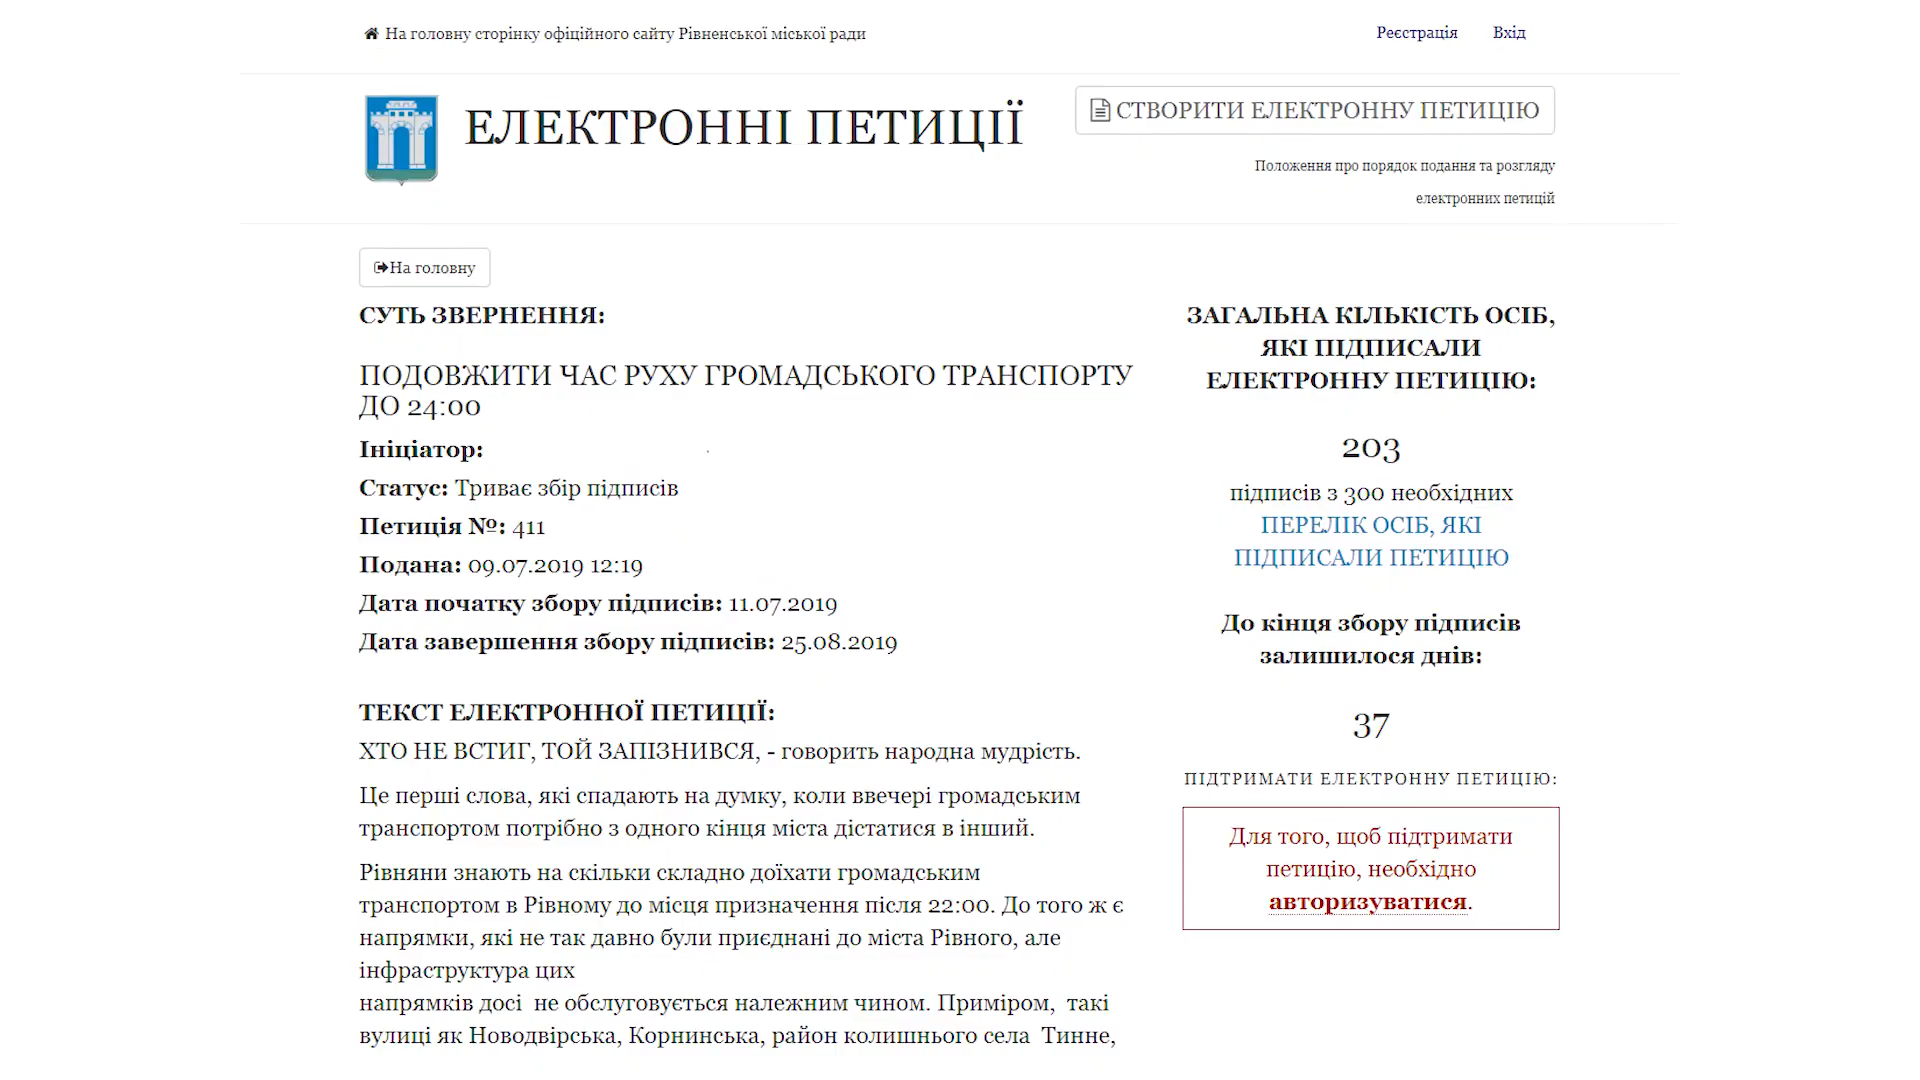 На головну сторінку офіційного сайту Рівненської міської ради
Реєстрація
Вхід
ЕЛЕКТРОННІ ПЕТИЦІЇ
СТВОРИТИ ЕЛЕКТРОННУ ПЕТИЦІЮ
Положення про порядок подання та розгляду
електронних петицій
На головну
СУТЬ ЗВЕРНЕННЯ:
ПОДОВЖИТИ ЧАС РУХУ ГРОМАДСЬКОГО ТРАНСПОРТУ
ДО 24:00
Ініціатор:
Статус: Триває збір підписів
Петиція №: 411
Подана: 09.07.2019 12:19
Дата початку збору підписів: 11.07.2019
Дата завершення збору підписів: 25.08.2019
ТЕКСТ ЕЛЕКТРОННОЇ ПЕТИЦІЇ:
ХТО НЕ ВСТИГ, ТОЙ ЗАПІЗНИВСЯ, - говорить народна мудрість.
Це перші слова, які спадають на думку, коли ввечері громадським
транспортом потрібно з одного кінця міста дістатися в інший.
Рівняни знають на скільки складно доїхати громадським
транспортом в Рівному до місця призначення після 22:00. До того ж є
напрямки, які не так давно були приєднані до міста Рівного, але
інфраструктура цих
напрямків досі не обслуговується належним чином. Приміром, такі
вулиці як Новодвірська, Корнинська, район колишнього села Тинне,
ЗАГАЛЬНА КІЛЬКІСТЬ ОСІБ,
ЯКІ ПІДПИСАЛИ
ЕЛЕКТРОННУ ПЕТИЦІЮ:
203
підписів з 300 необхідних
ПЕРЕЛІК ОСІБ, ЯКІ
ПІДПИСАЛИ ПЕТИЦІЮ
До кінця збору підписів
залишилося днів:
37
ПІДТРИМАТИ ЕЛЕКТРОННУ ПЕТИЦІЮ:
Для того, щоб підтримати
петицію, необхідно
авторизуватися.